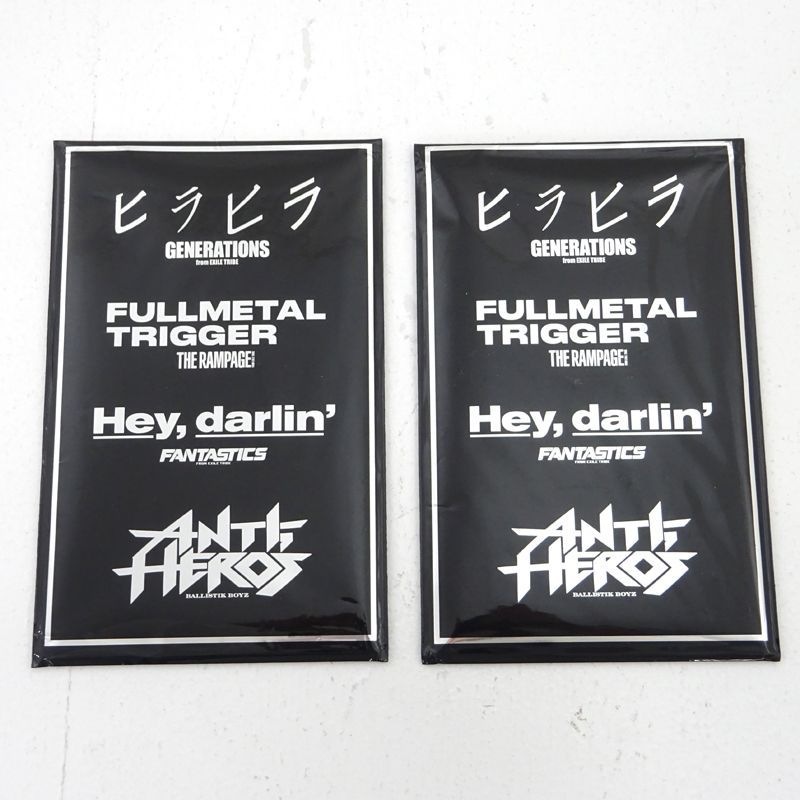 ヒラヒラ
GENERATIONS
from EXILE TRIBE
FULLMETAL
TRIGGER
THE RAMPAGE
Hey, darlin'
FANTASTICS
FROM EXILE TRIBE
ANTI-
HEROS
BALLISTIK BOYZ
ヒラヒラ
GENERATIONS
from EXILE TRIBE
FULLMETAL
TRIGGER
THE RAMPAGE
Hey, darlin'
FANTASTICS
FROM EXILE TRIBE
ANTI-
HEROS
BALLISTIK BOYZ